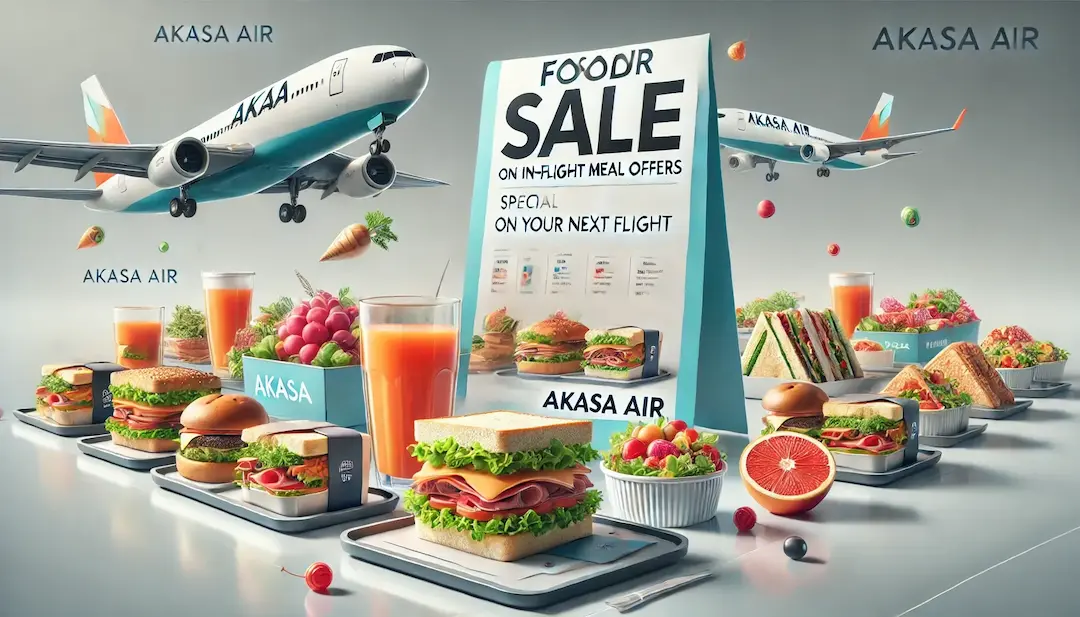 AKASA AIR
AKASA AIR
AKAA
AKASA AIR
FOSODR
SALE
ON IN-FLIGHT MEAL OFFERS
SPECIAL
ON YOUR NEXT FLIGHT
AKASA AIR
AKASA AIR
AKASA